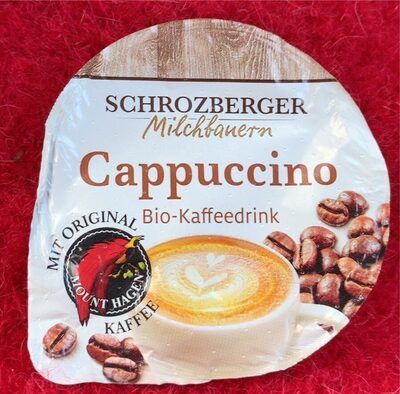 SCHROZBERGER
Milchbauern
Cappuccino
Bio-Kaffeedrink
MIT ORIGINAL
MOUNT HAGEN
KAFFEE